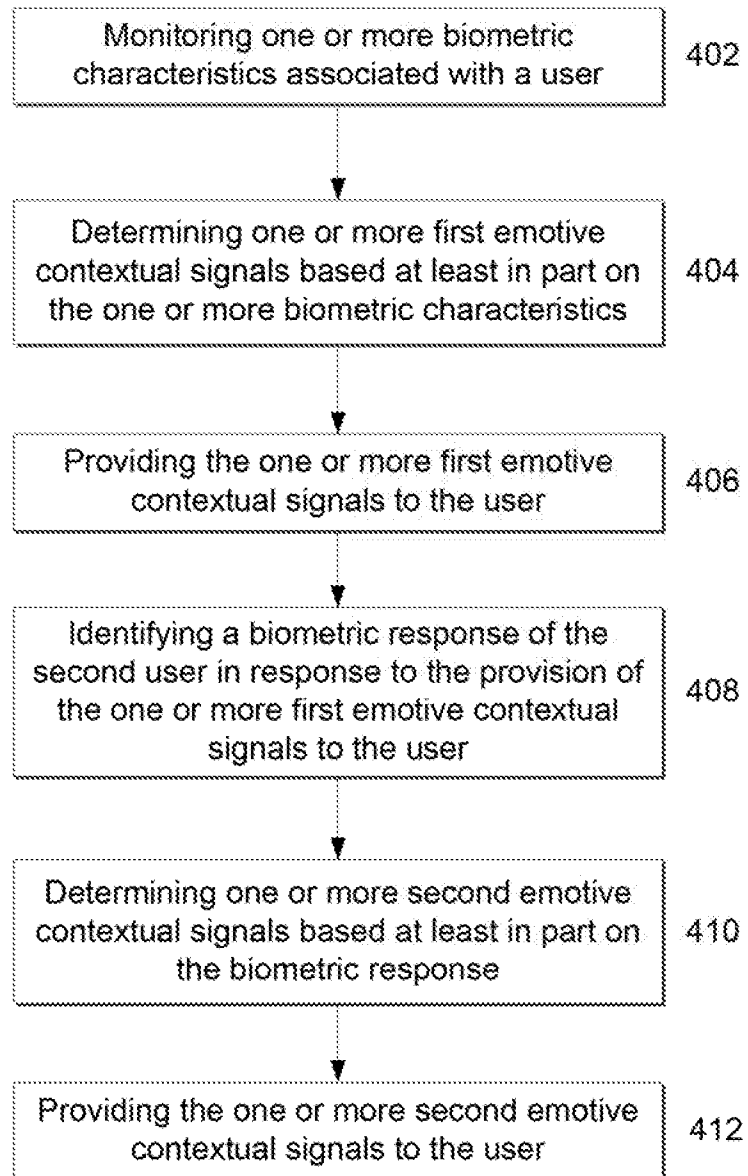 Monitoring one or more biometric
characteristics associated with a user
402
Determining one or more first emotive
contextual signals based at least in part on
the one or more biometric characteristics
404
Providing the one or more first emotive
contextual signals to the user
406
Identifying a biometric response of the
second user in response to the provision of
the one or more first emotive contextual
signals to the user
408
Determining one or more second emotive
contextual signals based at least in part on
the biometric response
410
Providing the one or more second emotive
contextual signals to the user
412